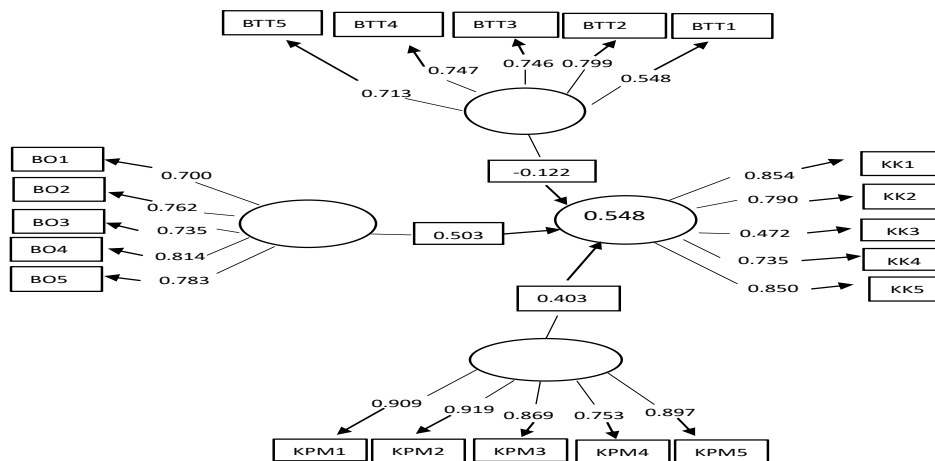 BTT5 BTT4 BTT3 BTT2 BTT1
0.713 0.747 0.746 0.799 0.548
-0.122
BO1 0.700
BO2 0.762
BO3 0.735
BO4 0.814
BO5 0.783
0.503
0.548
0.854 KK1
0.790 KK2
0.472 KK3
0.735 KK4
0.850 KK5
0.403
0.909 0.919 0.869 0.753 0.897
KPM1 KPM2 KPM3 KPM4 KPM5